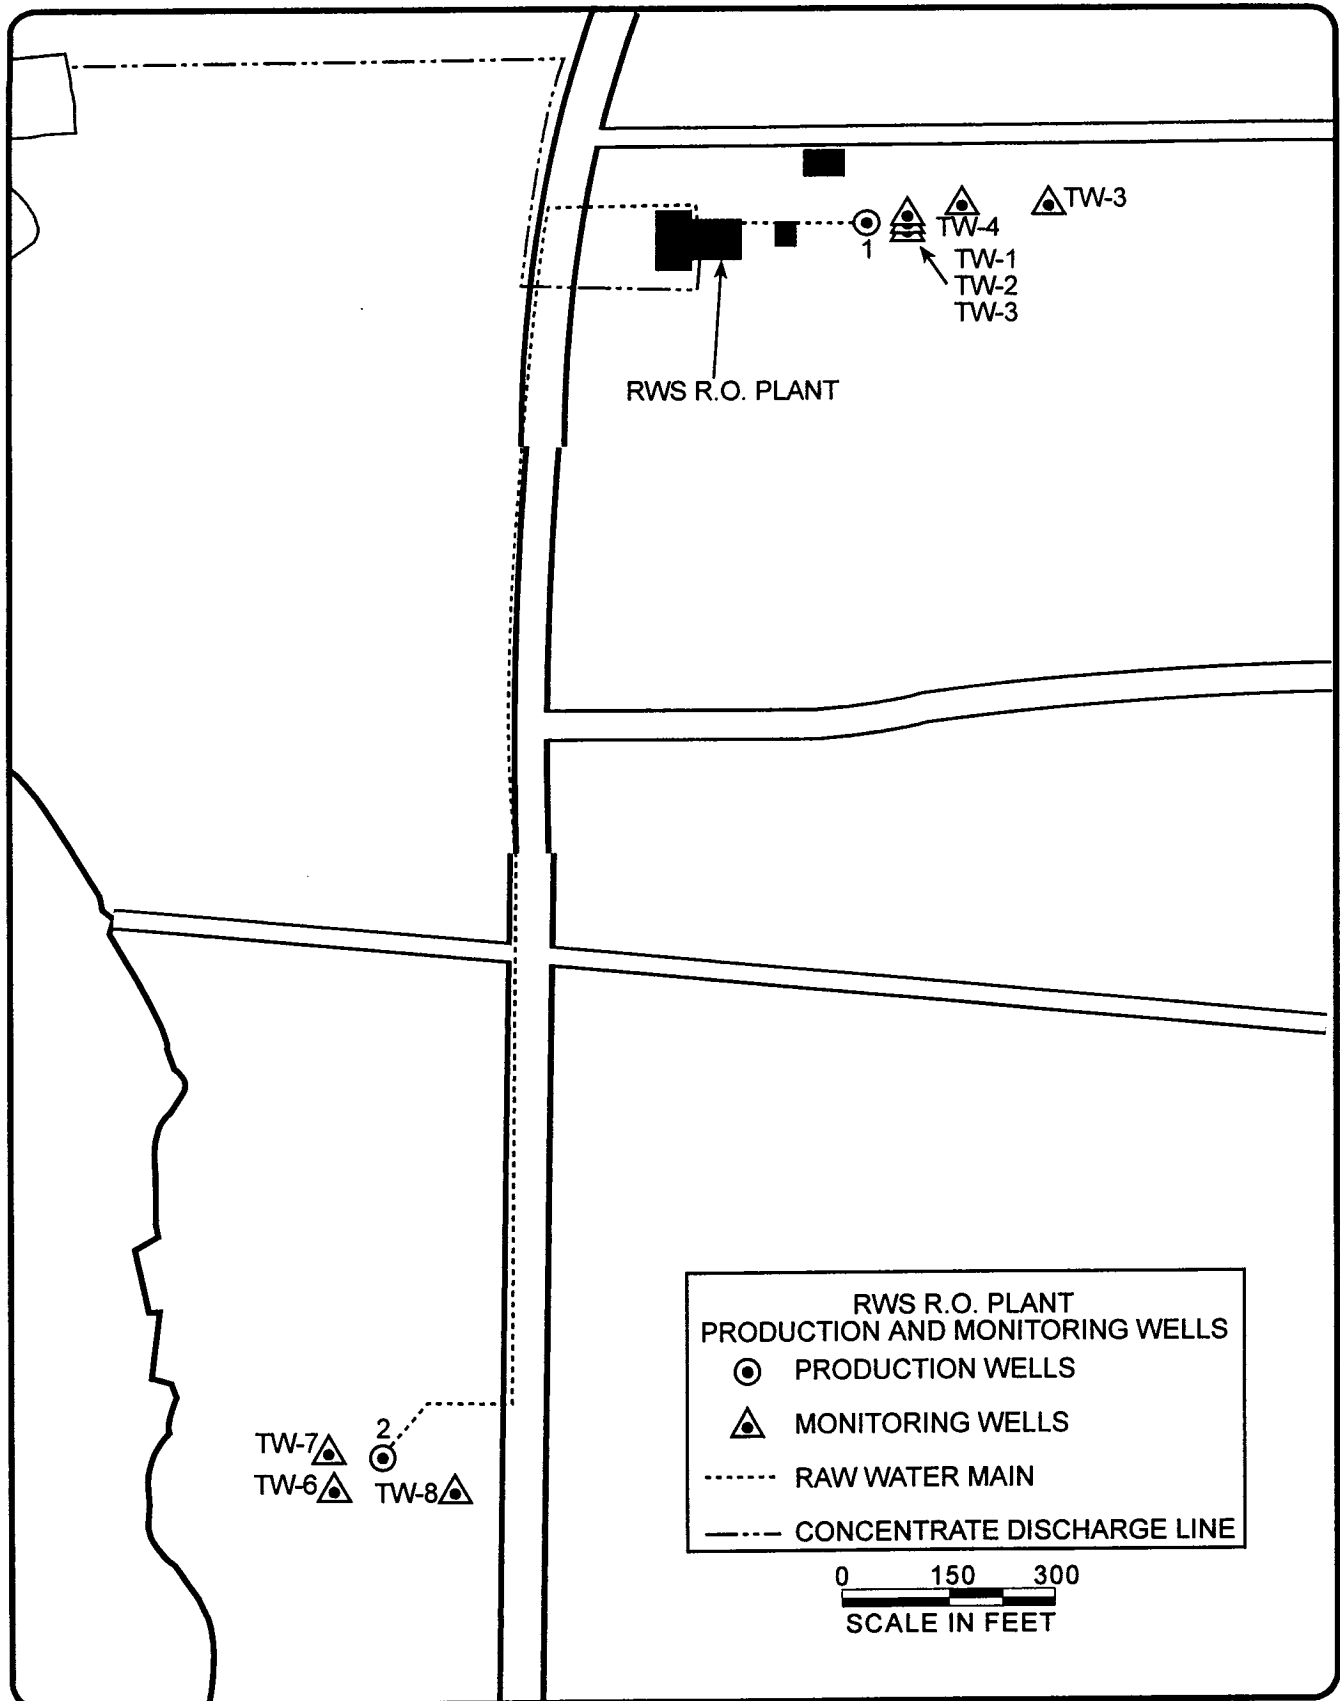 TW-3
TW-4
1
TW-1
TW-2
TW-3
RWS R.O. PLANT
2
TW-7
TW-6
TW-8
RWS R.O. PLANT
PRODUCTION AND MONITORING WELLS
PRODUCTION WELLS
MONITORING WELLS
RAW WATER MAIN
CONCENTRATE DISCHARGE LINE
0 150 300
SCALE IN FEET